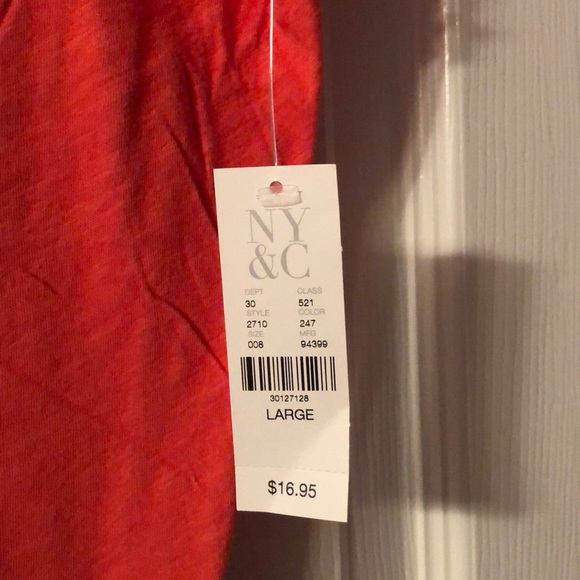 NY
&C
DEPT CLASS
30 521
STYLE COLOR
2710 247
SIZE MFG
008 94399
30127128
LARGE
$16.95